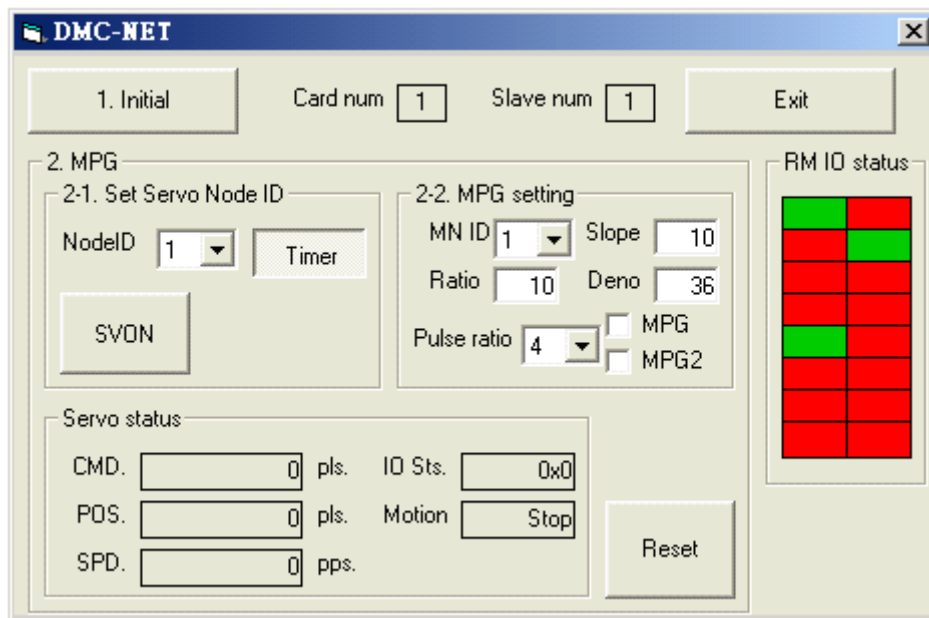 DMC-NET
1. Initial Card num 1 Slave num 1 Exit
2. MPG RM IO status
2-1. Set Servo Node ID 2-2. MPG setting
NodeID 1 Timer MN ID 1 Slope 10
Ratio 10 Deno 36
SVON Pulse ratio 4 MPG
MPG2
Servo status
CMD. 0 pls. IO Sts. 0x0
POS. 0 pls. Motion Stop
SPD. 0 pps. Reset